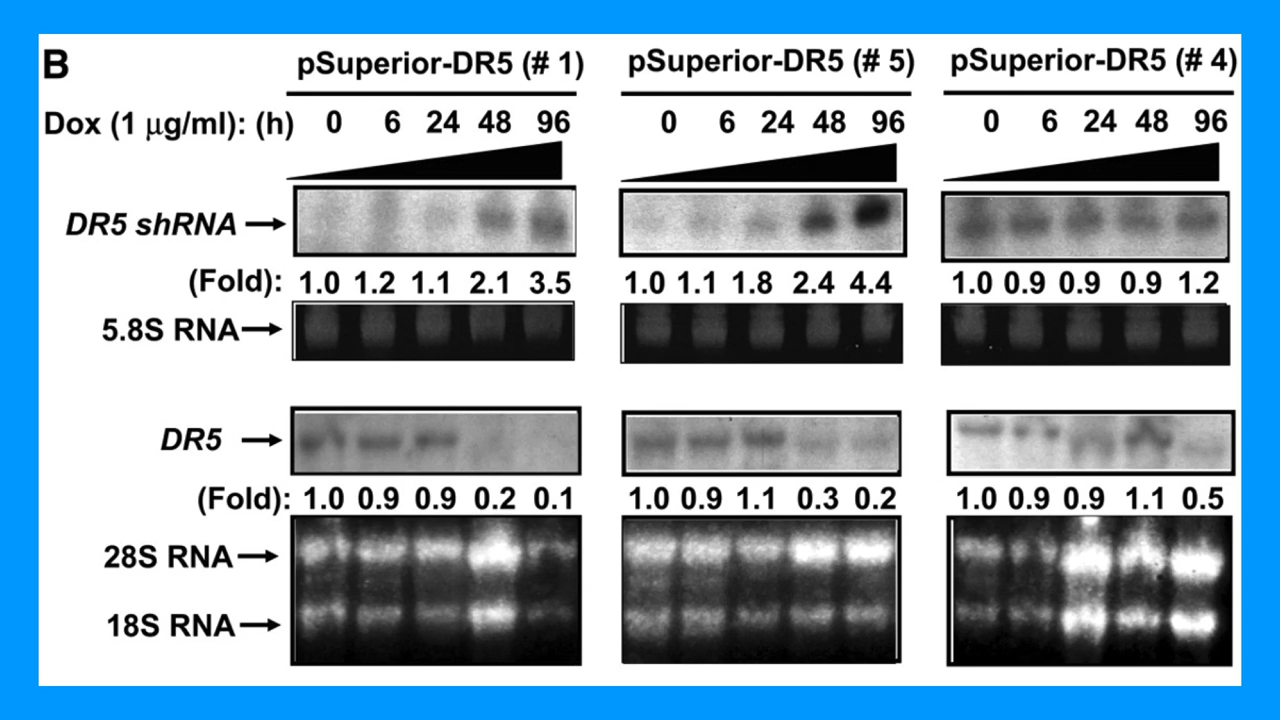 B
pSuperior-DR5 (# 1) pSuperior-DR5 (# 5) pSuperior-DR5 (# 4)
Dox (1 μg/ml): (h) 0 6 24 48 96 0 6 24 48 96 0 6 24 48 96
DR5 shRNA
(Fold): 1.0 1.2 1.1 2.1 3.5 1.0 1.1 1.8 2.4 4.4 1.0 0.9 0.9 0.9 1.2
5.8S RNA
DR5
(Fold): 1.0 0.9 0.9 0.2 0.1 1.0 0.9 1.1 0.3 0.2 1.0 0.9 0.9 1.1 0.5
28S RNA
18S RNA